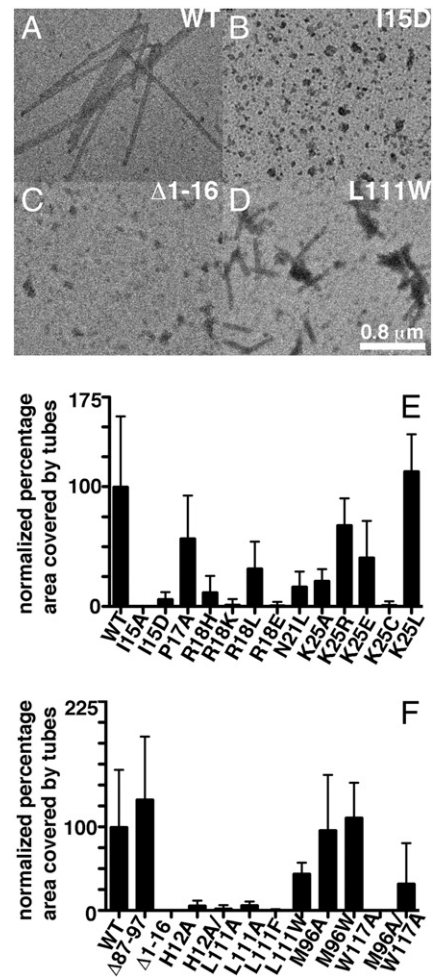 A WT B I15D
C Δ1-16 D L111W
0.8 μm
E
normalized percentage
area covered by tubes
175
100
0
WT I15A I15D P17A R18H R18K R18L R18E N21L K25A K25R K25E K25C K25L
F
normalized percentage
area covered by tubes
225
100
0
WT Δ87-97 Δ1-16 H12A H12A/ L111A L111A L111F L111W M96A M96W W117A M96A/ W117A